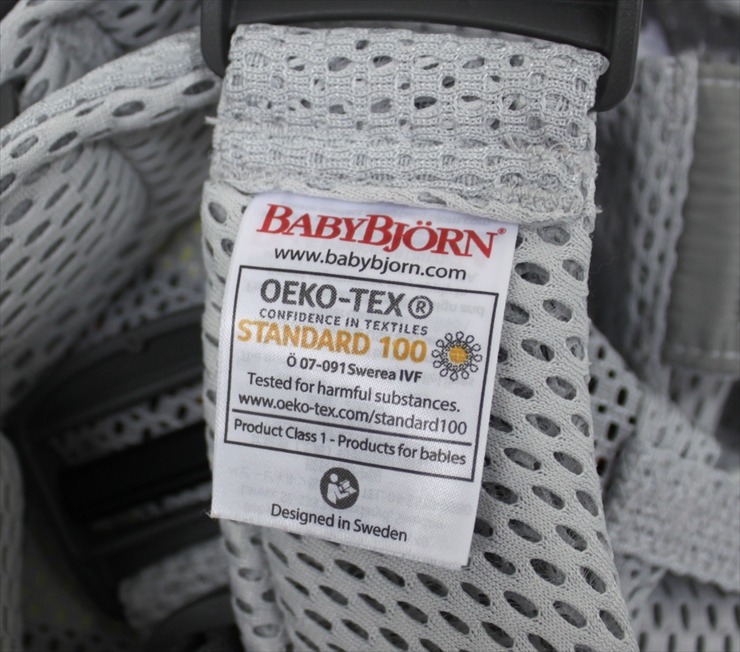 BABYBJÖRN®
www.babybjorn.com
OEKO-TEX®
CONFIDENCE IN TEXTILES
STANDARD 100
Ö 07-091 Swerea IVF
Tested for harmful substances.
www.oeko-tex.com/standard100
Product Class 1 - Products for babies
Designed in Sweden